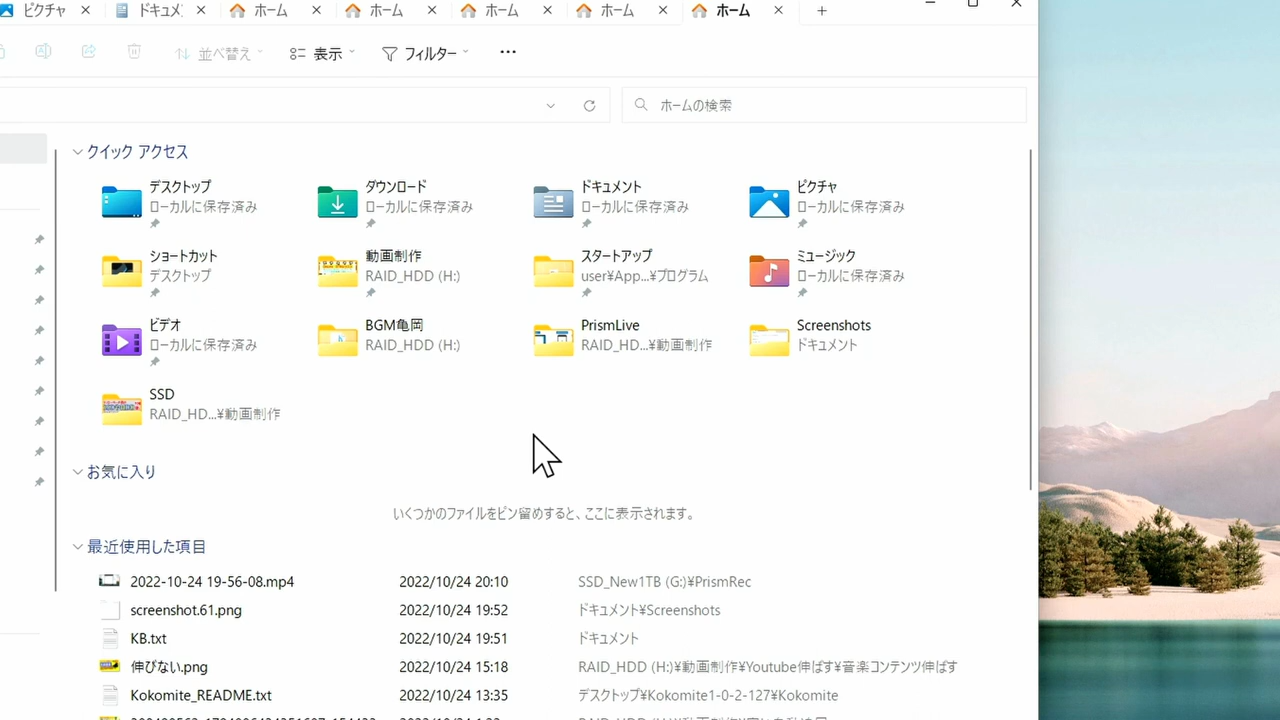 ピクチャ ドキュメ ホーム ホーム ホーム ホーム ホーム
並べ替え 表示 フィルター
ホームの検索
クイック アクセス
デスクトップ
ローカルに保存済み
ダウンロード
ローカルに保存済み
ドキュメント
ローカルに保存済み
ピクチャ
ローカルに保存済み
ショートカット
デスクトップ
動画制作
RAID_HDD (H:)
スタートアップ
user¥App...¥プログラム
ミュージック
ローカルに保存済み
ビデオ
ローカルに保存済み
BGM亀岡
RAID_HDD (H:)
PrismLive
RAID_HD...¥動画制作
Screenshots
ドキュメント
SSD
RAID_HD...¥動画制作
お気に入り
いくつかのファイルをピン留めすると、ここに表示されます。
最近使用した項目
2022-10-24 19-56-08.mp4 2022/10/24 20:10 SSD_New1TB (G:)¥PrismRec
screenshot.61.png 2022/10/24 19:52 ドキュメント¥Screenshots
KB.txt 2022/10/24 19:51 ドキュメント
伸びない.png 2022/10/24 15:18 RAID_HDD (H:)¥動画制作¥Youtube伸ばす¥音楽コンテンツ伸ばす
Kokomite_README.txt 2022/10/24 13:35 デスクトップ¥Kokomite1-0-2-127¥Kokomite